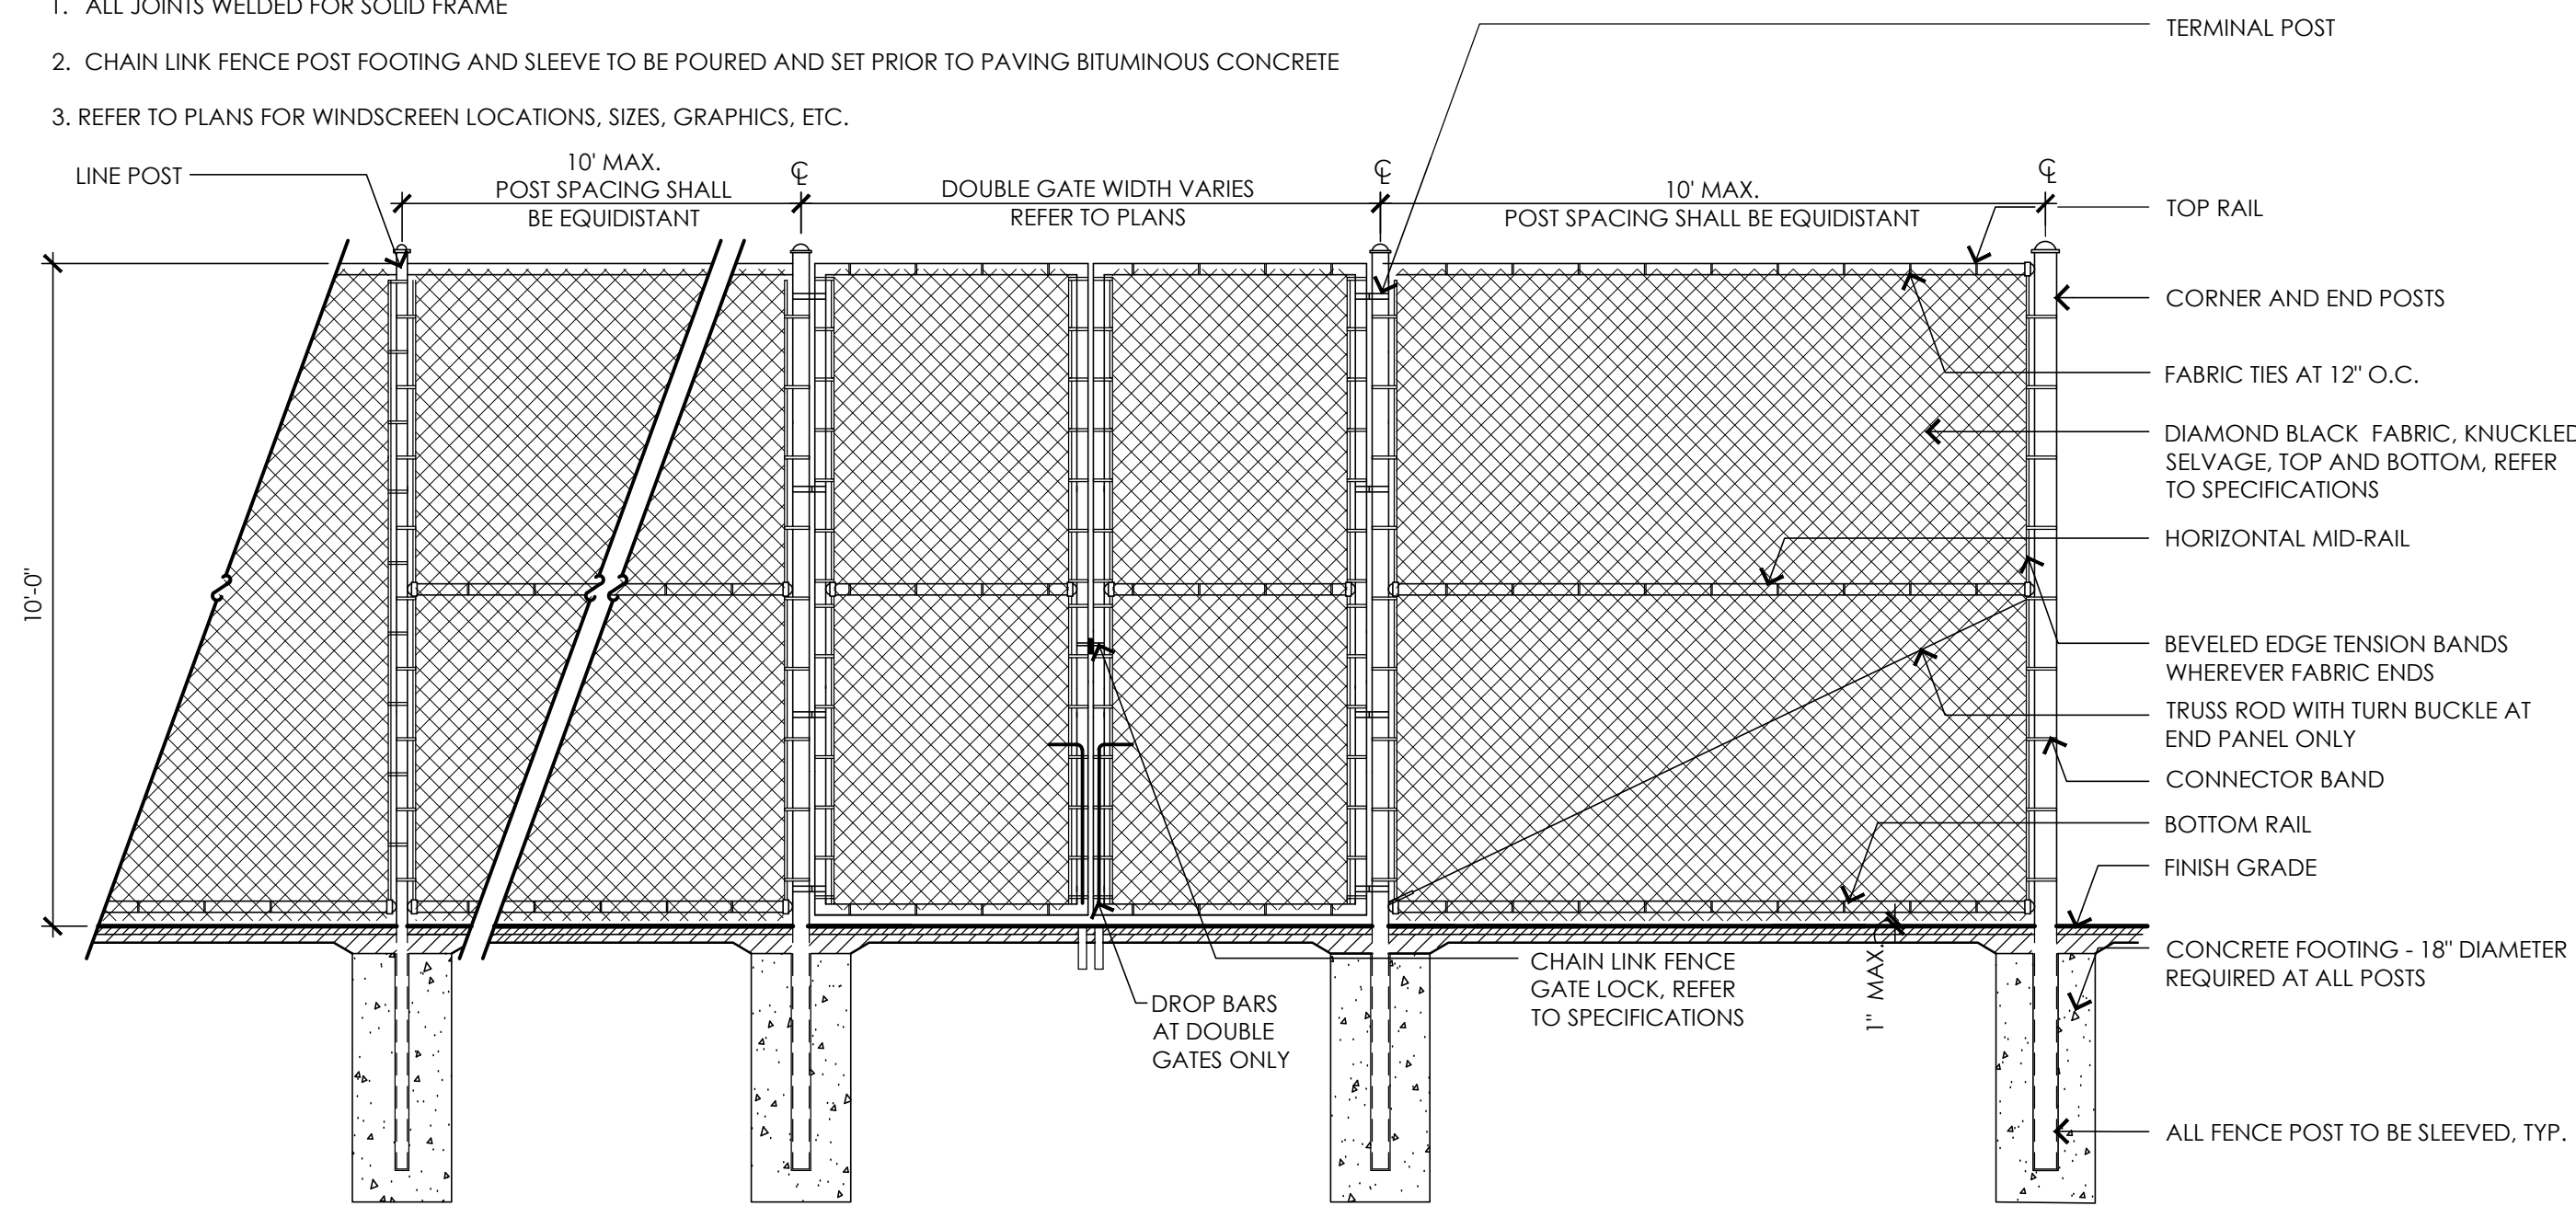 1. ALL JOINTS WELDED FOR SOLID FRAME
2. CHAIN LINK FENCE POST FOOTING AND SLEEVE TO BE POURED AND SET PRIOR TO PAVING BITUMINOUS CONCRETE
3. REFER TO PLANS FOR WINDSCREEN LOCATIONS, SIZES, GRAPHICS, ETC.
TERMINAL POST
LINE POST
10' MAX.
POST SPACING SHALL
BE EQUIDISTANT
℄
DOUBLE GATE WIDTH VARIES
REFER TO PLANS
℄
10' MAX.
POST SPACING SHALL BE EQUIDISTANT
℄
TOP RAIL
CORNER AND END POSTS
FABRIC TIES AT 12" O.C.
DIAMOND BLACK FABRIC, KNUCKLED
SELVAGE, TOP AND BOTTOM, REFER
TO SPECIFICATIONS
HORIZONTAL MID-RAIL
10'-0"
BEVELED EDGE TENSION BANDS
WHEREVER FABRIC ENDS
TRUSS ROD WITH TURN BUCKLE AT
END PANEL ONLY
CONNECTOR BAND
BOTTOM RAIL
FINISH GRADE
CONCRETE FOOTING - 18" DIAMETER
REQUIRED AT ALL POSTS
CHAIN LINK FENCE
GATE LOCK, REFER
TO SPECIFICATIONS
1" MAX.
DROP BARS
AT DOUBLE
GATES ONLY
ALL FENCE POST TO BE SLEEVED, TYP.